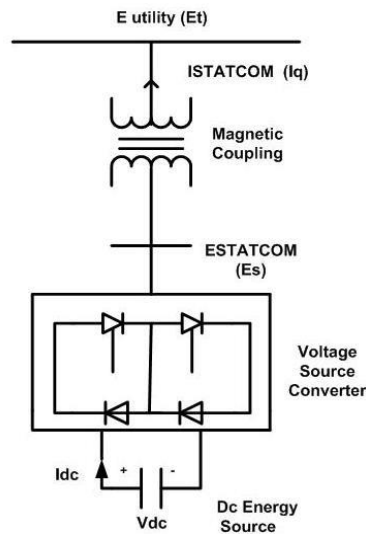 E utility (Et)
ISTATCOM (Iq)
Magnetic
Coupling
ESTATCOM
(Es)
Voltage
Source
Converter
Idc
+
-
Vdc
Dc Energy
Source